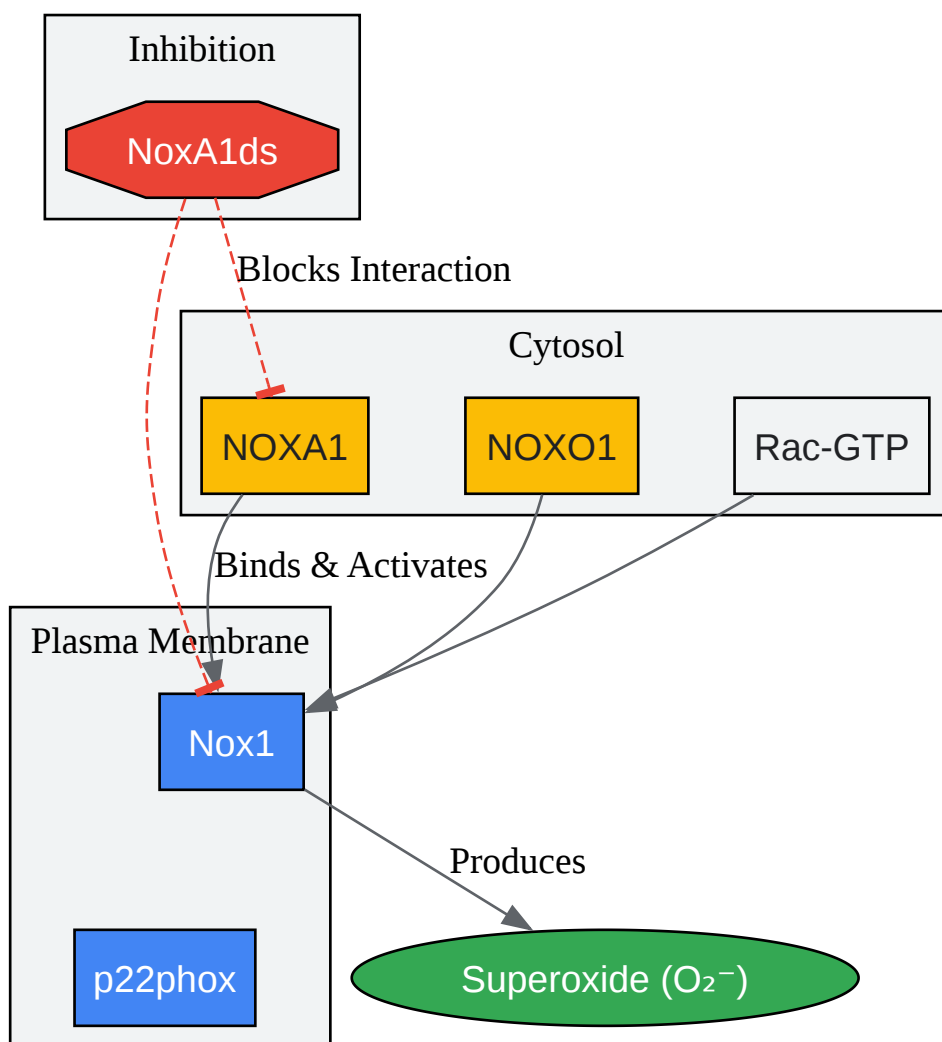 Inhibition
NoxA1ds
Blocks Interaction
Cytosol
NOXA1
NOXO1
Rac-GTP
Binds & Activates
Plasma Membrane
Nox1
Produces
p22phox
Superoxide (O₂⁻)